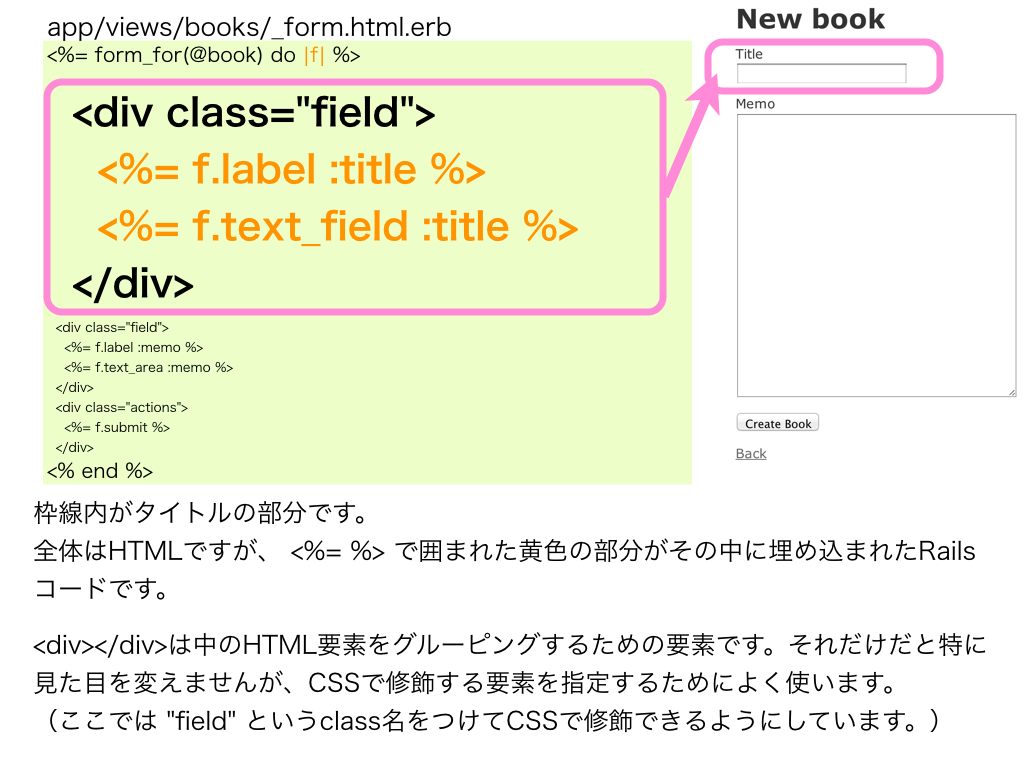 app/views/books/_form.html.erb
<%= form_for(@book) do |f| %>
<div class="field">
<%= f.label :title %>
<%= f.text_field :title %>
</div>
<div class="field">
<%= f.label :memo %>
<%= f.text_area :memo %>
</div>
<div class="actions">
<%= f.submit %>
</div>
<% end %>
New book
Title
Memo
Create Book
Back
枠線内がタイトルの部分です。
全体はHTMLですが、 <%= %> で囲まれた黄色の部分がその中に埋め込まれたRails
コードです。
<div></div>は中のHTML要素をグルーピングするための要素です。それだけだと特に
見た目を変えませんが、CSSで修飾する要素を指定するためによく使います。
（ここでは "field" というclass名をつけてCSSで修飾できるようにしています。）